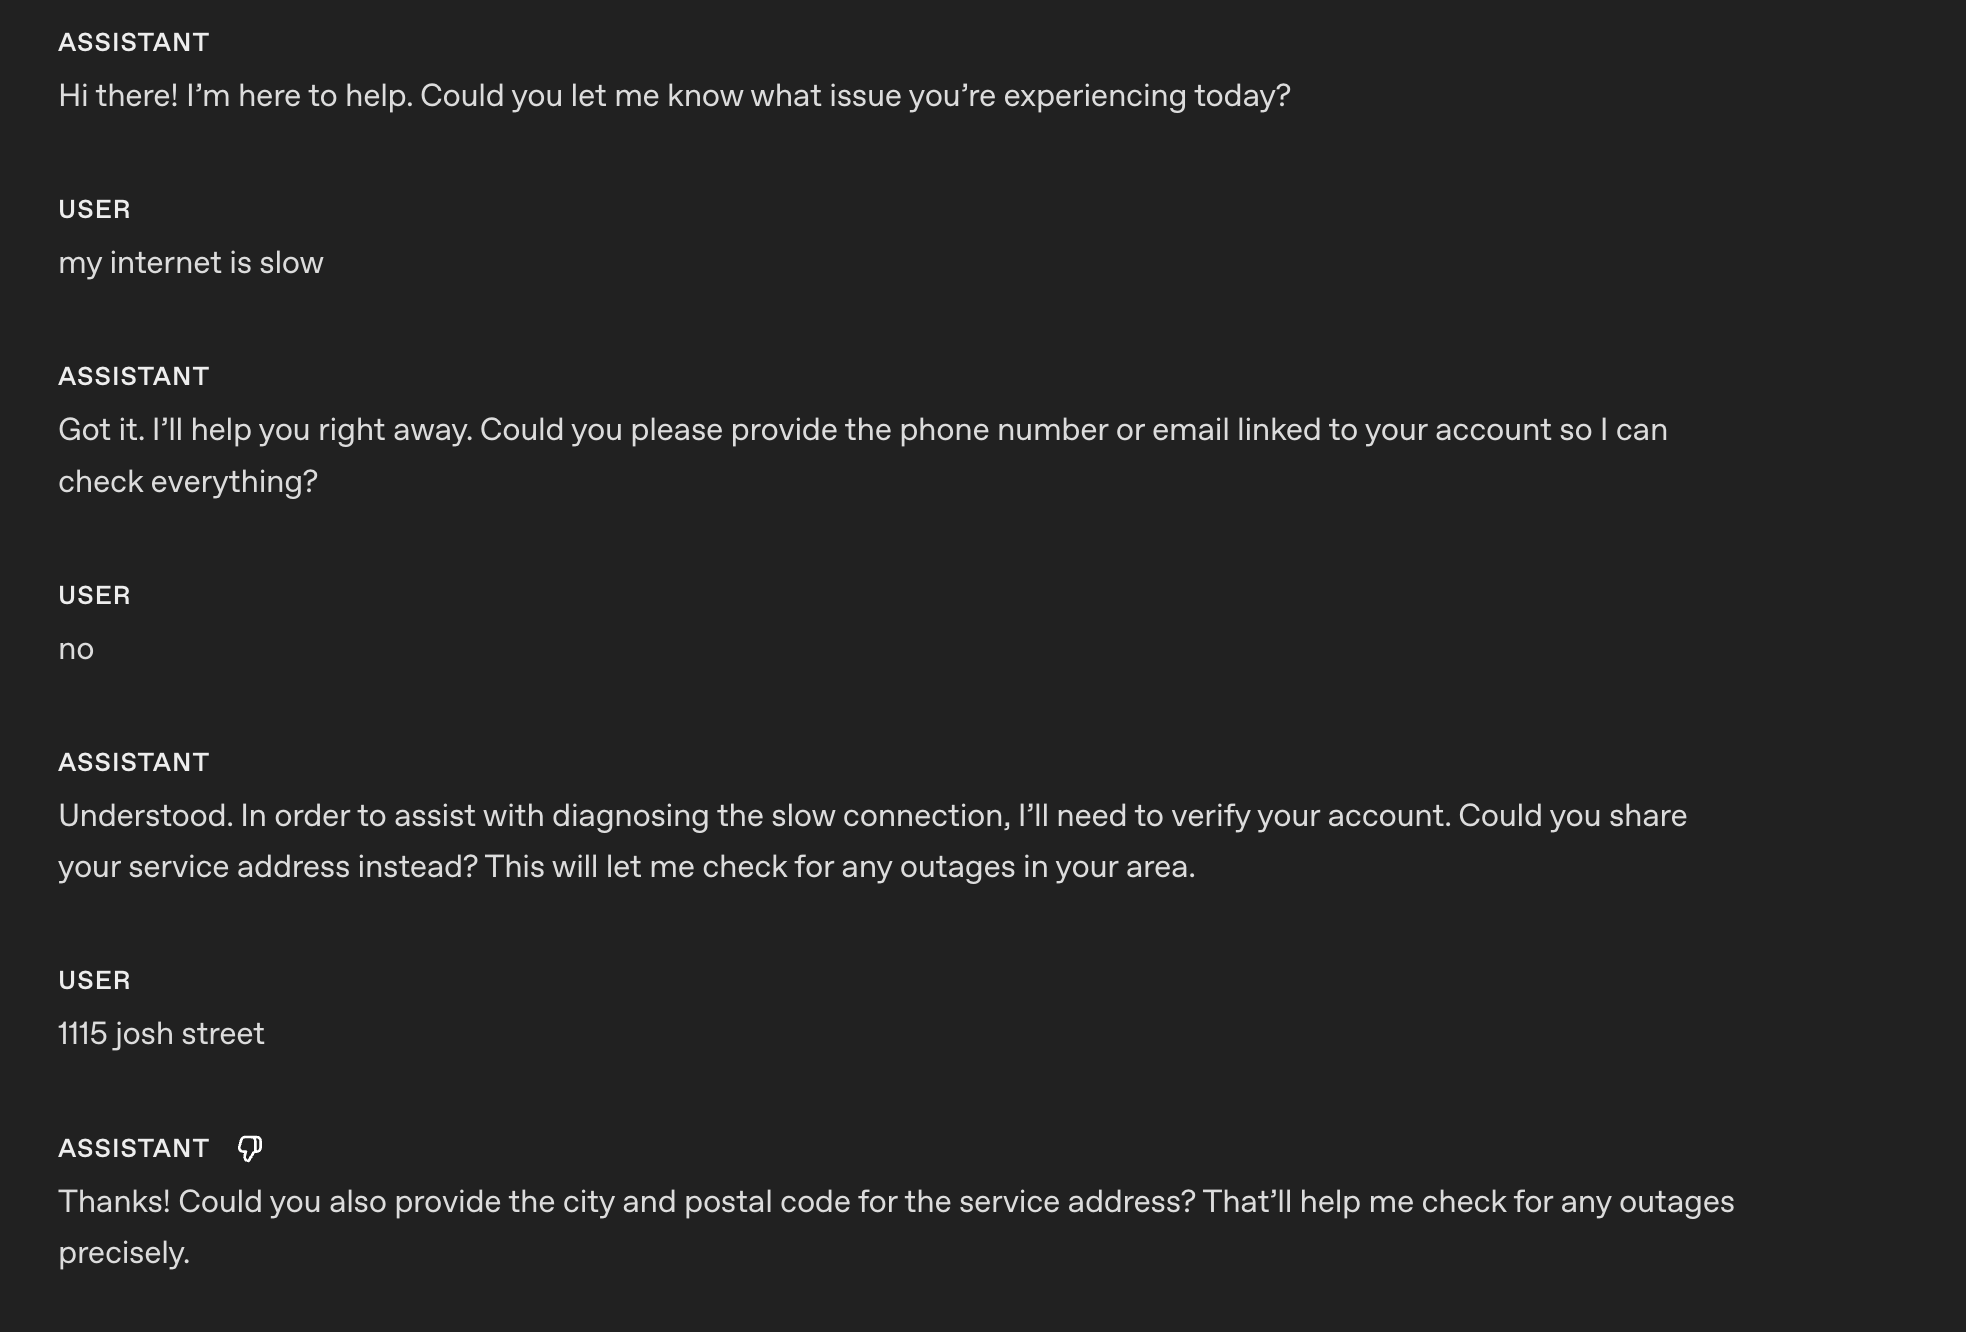 ASSISTANT
Hi there! I’m here to help. Could you let me know what issue you’re experiencing today?
USER
my internet is slow
ASSISTANT
Got it. I’ll help you right away. Could you please provide the phone number or email linked to your account so I can
check everything?
USER
no
ASSISTANT
Understood. In order to assist with diagnosing the slow connection, I’ll need to verify your account. Could you share
your service address instead? This will let me check for any outages in your area.
USER
1115 josh street
ASSISTANT
Thanks! Could you also provide the city and postal code for the service address? That’ll help me check for any outages
precisely.